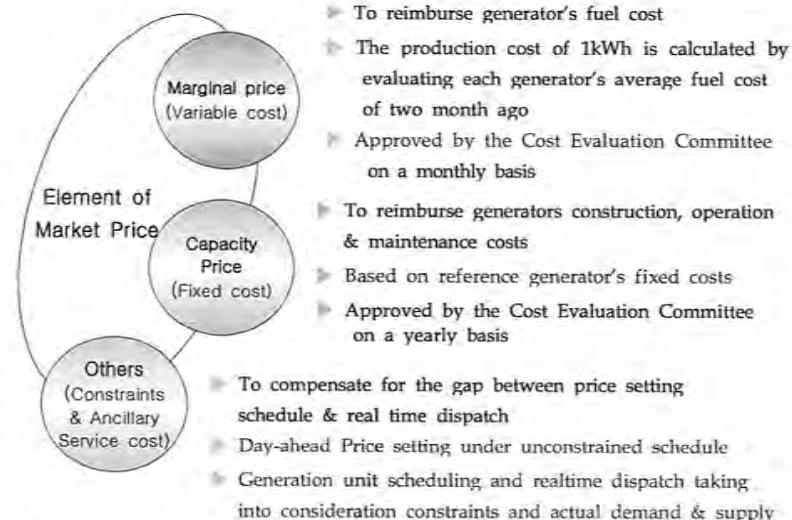 Element of
Market Price
Marginal price
(Variable cost)
To reimburse generator's fuel cost
The production cost of 1kWh is calculated by
evaluating each generator's average fuel cost
of two month ago
Approved by the Cost Evaluation Committee
on a monthly basis
Capacity
Price
(Fixed cost)
To reimburse generators construction, operation
& maintenance costs
Based on reference generator's fixed costs
Approved by the Cost Evaluation Committee
on a yearly basis
Others
(Constraints
& Ancillary
Service cost)
To compensate for the gap between price setting
schedule & real time dispatch
Day-ahead Price setting under unconstrained schedule
Generation unit scheduling and realtime dispatch taking
into consideration constraints and actual demand & supply